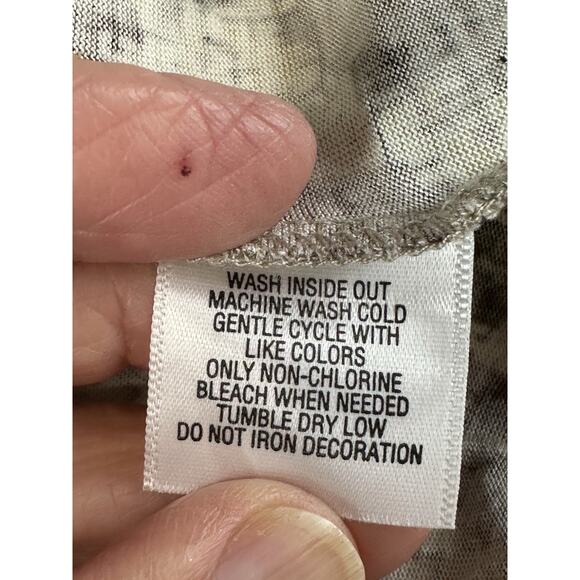 WASH INSIDE OUT
MACHINE WASH COLD
GENTLE CYCLE WITH
LIKE COLORS
ONLY NON-CHLORINE
BLEACH WHEN NEEDED
TUMBLE DRY LOW
DO NOT IRON DECORATION